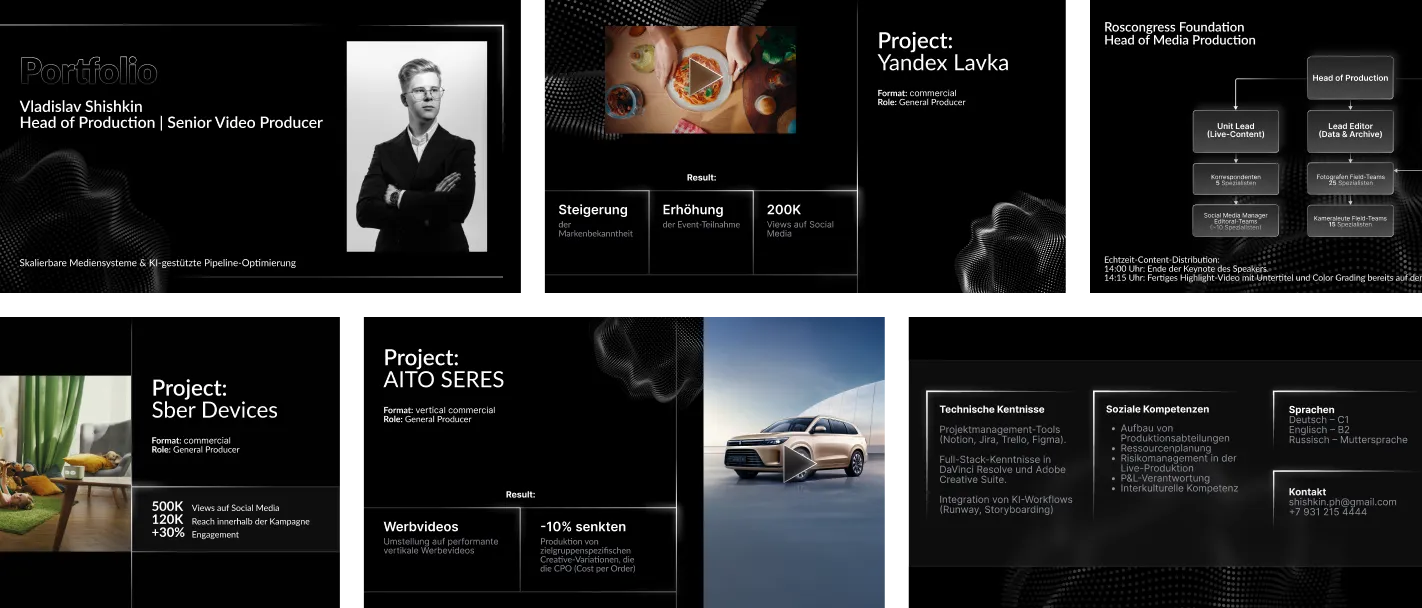 Portfolio
Vladislav Shishkin
Head of Production | Senior Video Producer
Skalierbare Mediensysteme & KI-gestützte Pipeline-Optimierung
Result:
Steigerung
der
Markenbekanntheit
Erhöhung
der Event-Teilnahme
200K
Views auf Social
Media
Project:
Yandex Lavka
Format: commercial
Role: General Producer
Roscongress Foundation
Head of Media Production
Head of Production
Unit Lead
(Live-Content)
Lead Editor
(Data & Archive)
Korrespondenten
5 Spezialisten
Fotografen Field-Teams
25 Spezialisten
Social Media Manager
Editorial-Teams
Spezialisten)
Kameraleute Field-Teams
15 Spezialisten
Echtzeit-Content-Distribution:
14:00 Uhr: Ende der Keynote des Speakers.
14:15 Uhr: Fertiges Highlight-Video mit Untertitel und Color Grading bereits auf
Project:
Sber Devices
Format: commercial
Role: General Producer
500K Views auf Social Media
120K Reach innerhalb der Kampagne
+30% Engagement
Project:
AITO SERES
Format: vertical commercial
Role: General Producer
Result:
Werbvideos
Umstellung auf performante
vertikale Werbevideos
-10% senkten
Produktion von
zielgruppenspezifischen
Creative-Variationen, die
die CPO (Cost per Order)
Technische Kentnisse
Projektmanagement-Tools
(Notion, Jira, Trello, Figma).
Full-Stack-Kenntnisse in
DaVinci Resolve und Adobe
Creative Suite.
Integration von KI-Workflows
(Runway, Storyboarding)
Soziale Kompetenzen
• Aufbau von
Produktionsabteilungen
• Ressourcenplanung
• Risikomanagement in der
Live-Produktion
• P&L-Verantwortung
• Interkulturelle Kompetenz
Sprachen
Deutsch – C1
Englisch – B2
Russisch – Muttersprache
Kontakt
shishkin.ph@gmail.com
+7 931 215 4444